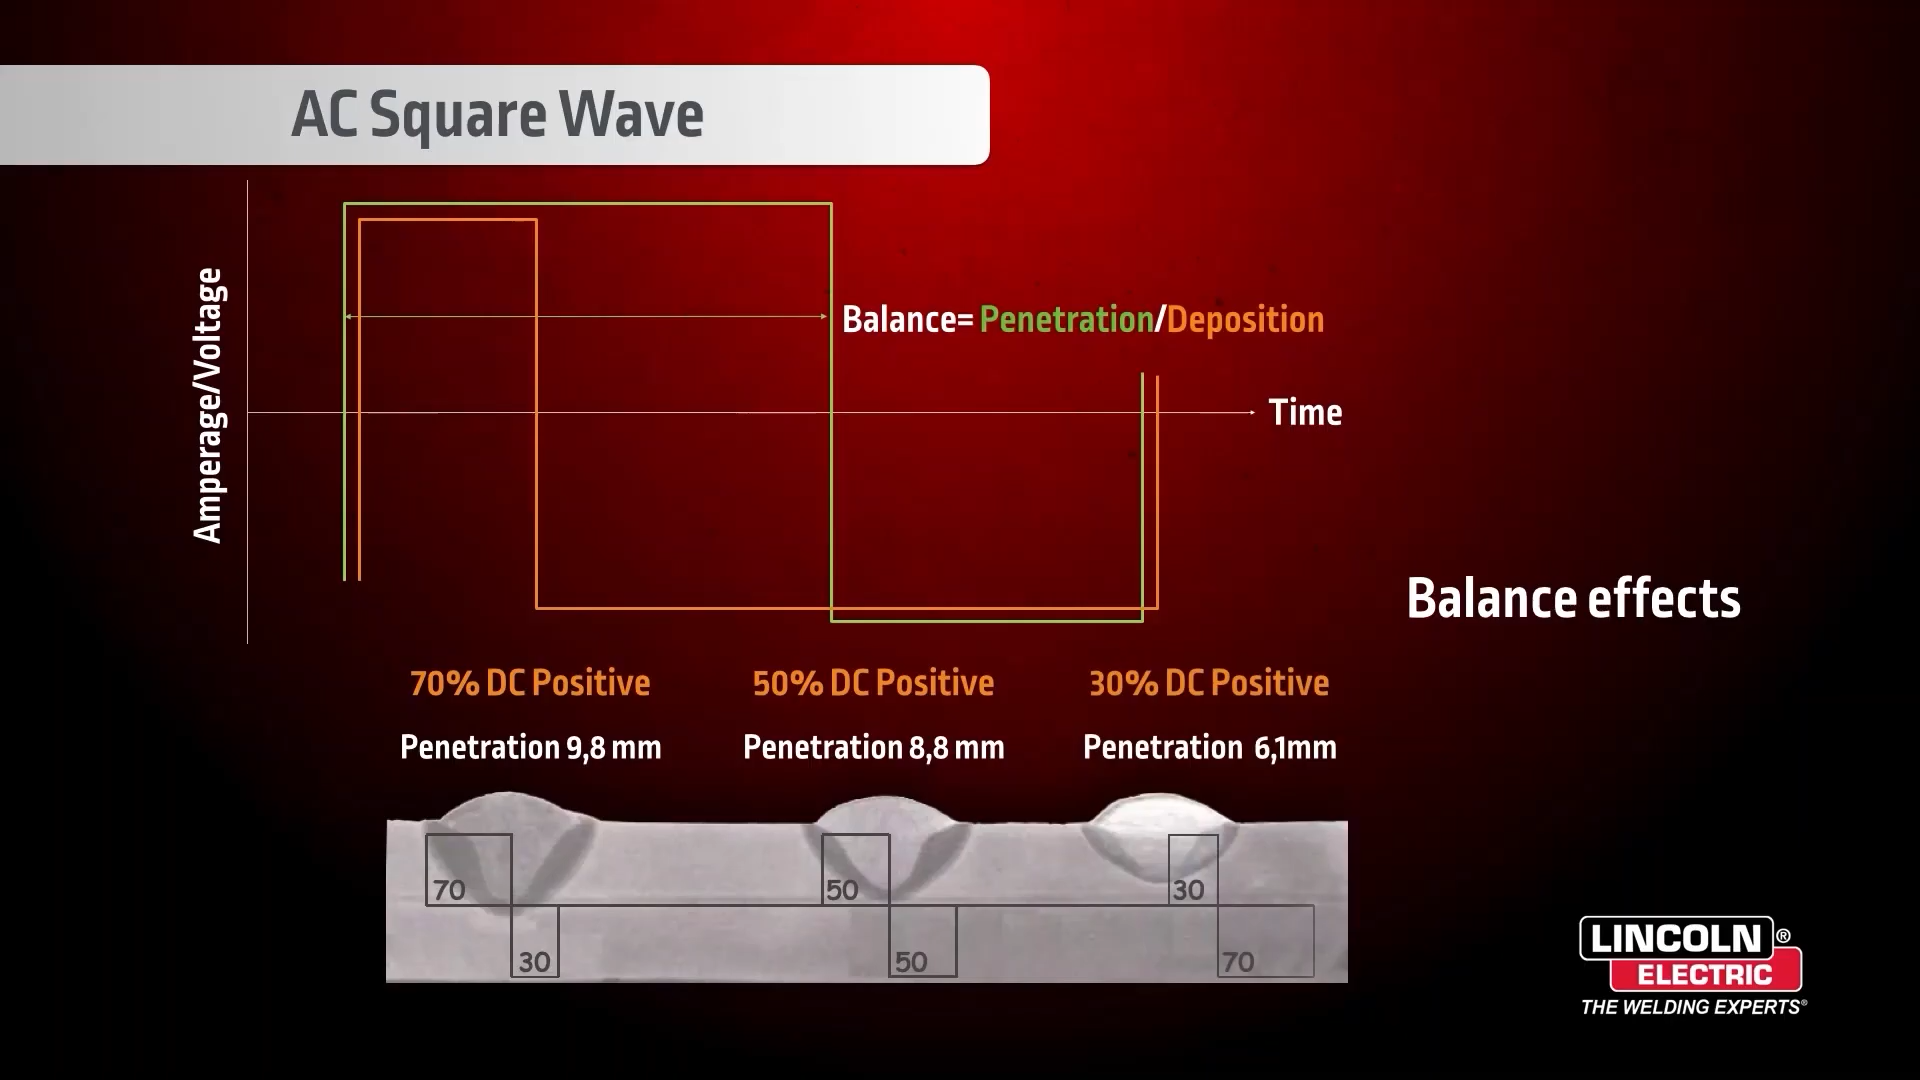 AC Square Wave
Amperage/Voltage
Balance= Penetration/Deposition
Time
Balance effects
70% DC Positive
50% DC Positive
30% DC Positive
Penetration 9,8 mm
Penetration 8,8 mm
Penetration 6,1mm
70
50
30
30
50
70
LINCOLN ®
ELECTRIC
THE WELDING EXPERTS®